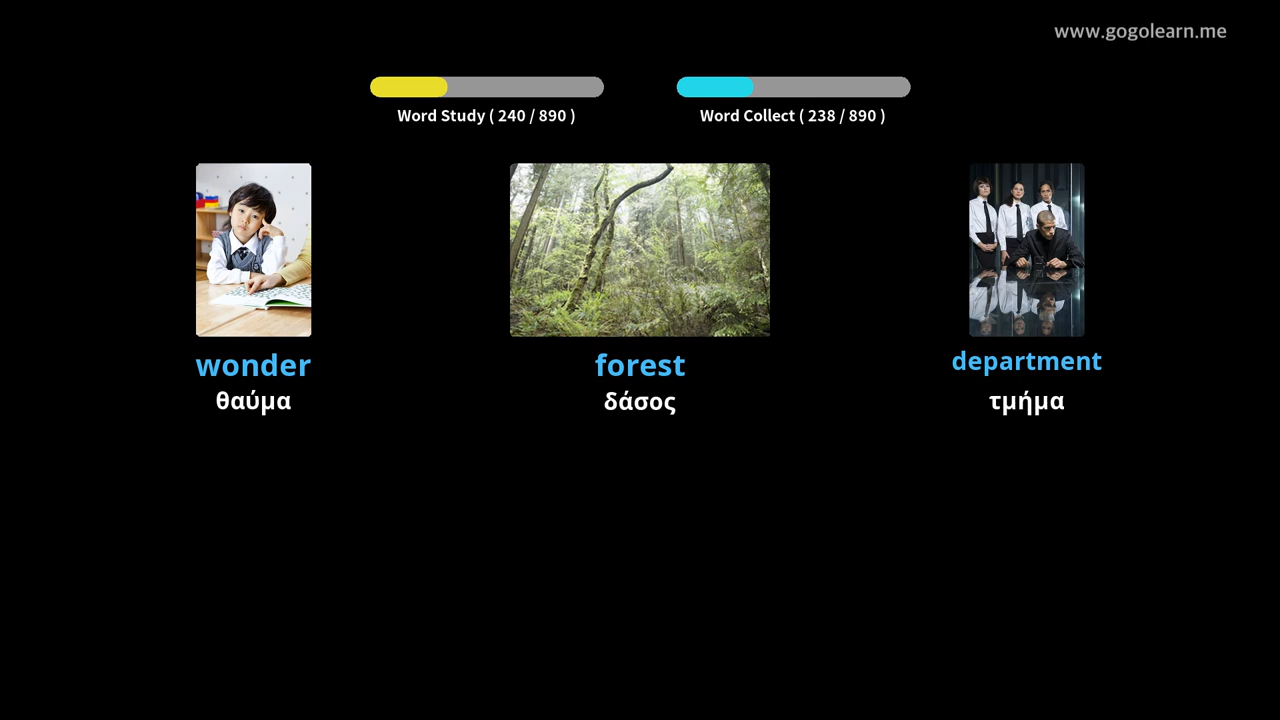 www.gogolearn.me
Word Study ( 240 / 890 )
Word Collect ( 238 / 890 )
wonder
forest
department
θαύμα
δάσος
τμήμα